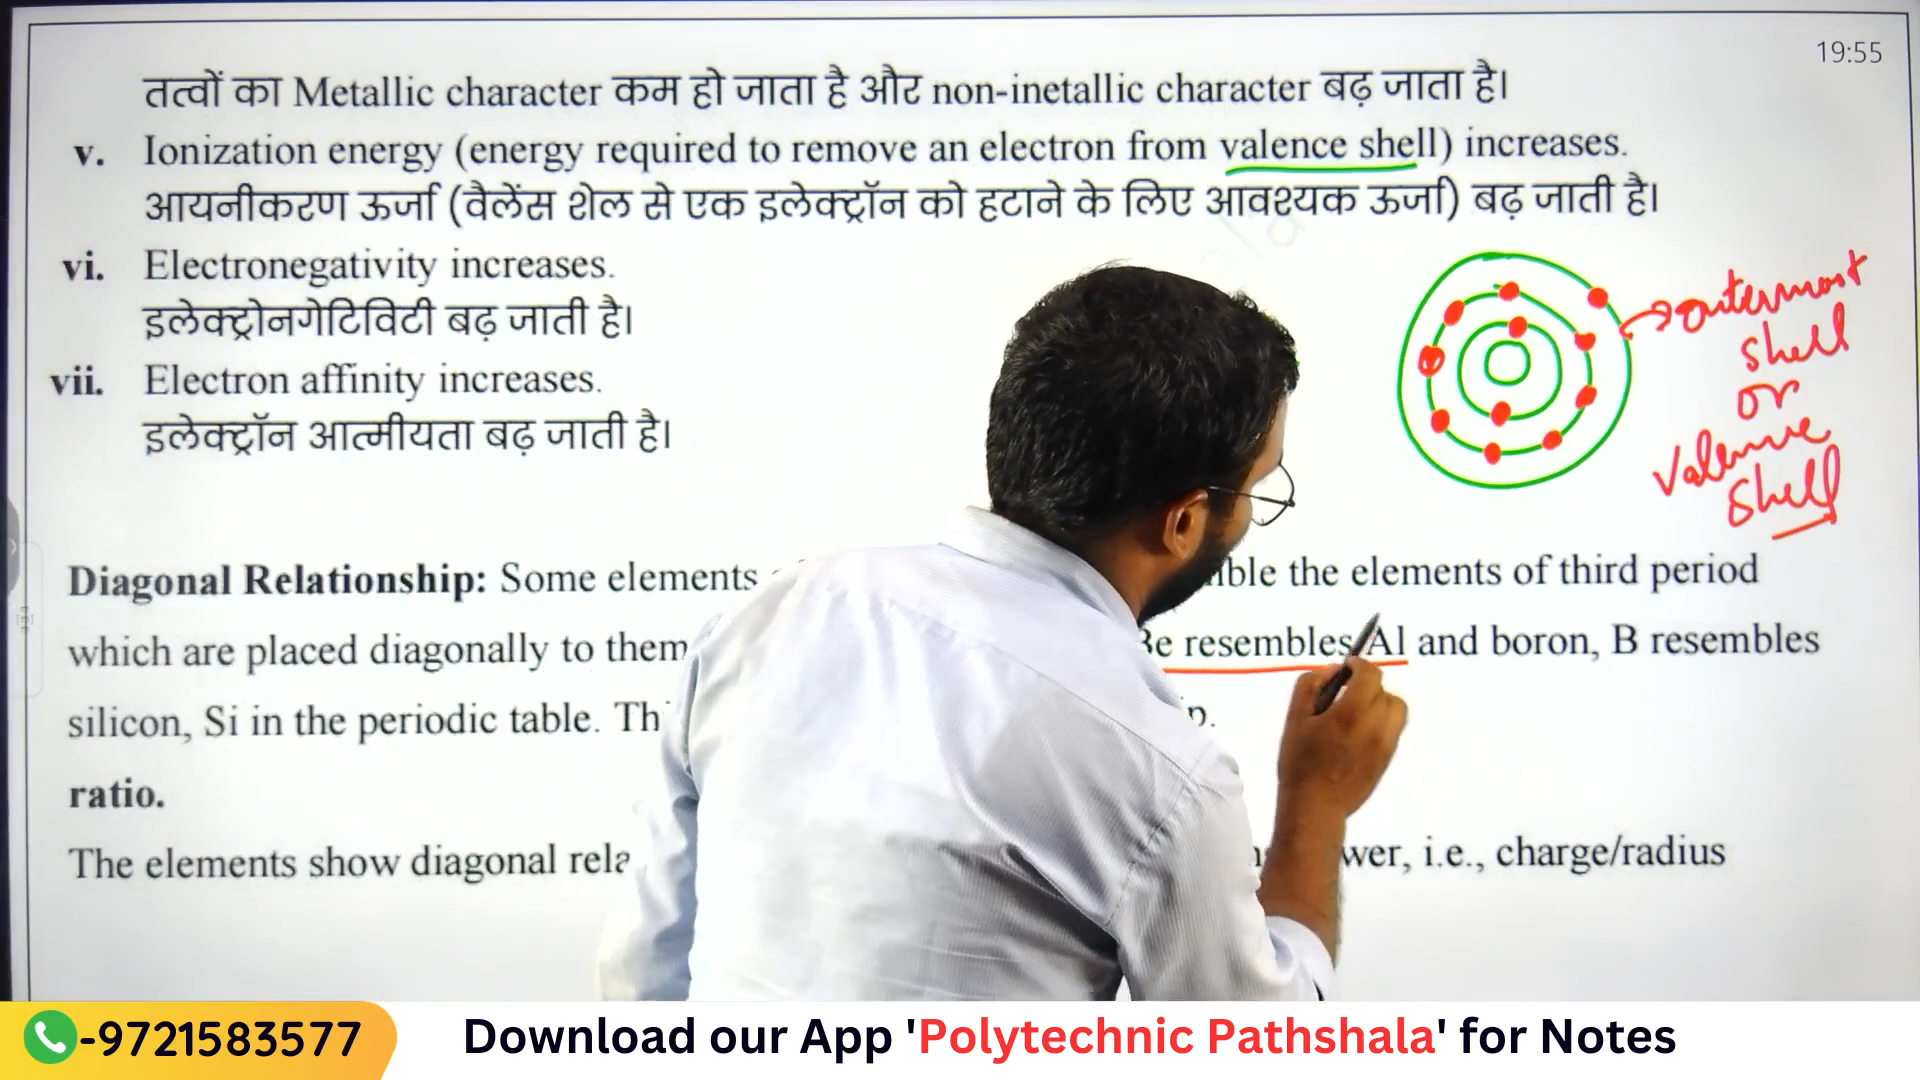 19:55
तत्वों का Metallic character कम हो जाता है और non-inetallic character बढ़ जाता है।
v. Ionization energy (energy required to remove an electron from valence shell) increases.
आयनीकरण ऊर्जा (वैलेंस शेल से एक इलेक्ट्रॉन को हटाने के लिए आवश्यक ऊर्जा) बढ़ जाती है।
vi. Electronegativity increases.
इलेक्ट्रोनगेटिविटी बढ़ जाती है।
vii. Electron affinity increases.
इलेक्ट्रॉन आत्मीयता बढ़ जाती है।
outermost
shell
or
Valence
shell
Diagonal Relationship: Some elements the elements of third period
which are placed diagonally to them Be resembles Al and boron, B resembles
silicon, Si in the periodic table.
ratio.
The elements show diagonal i.e., charge/radius
-9721583577
Download our App 'Polytechnic Pathshala' for Notes